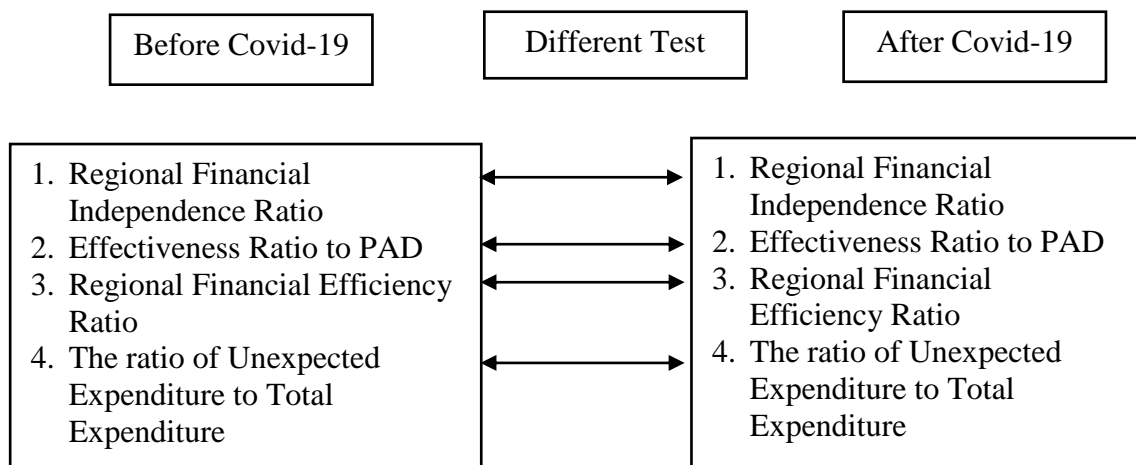 Before Covid-19
Different Test
After Covid-19
1. Regional Financial
Independence Ratio
2. Effectiveness Ratio to PAD
3. Regional Financial Efficiency
Ratio
4. The ratio of Unexpected
Expenditure to Total
Expenditure
1. Regional Financial
Independence Ratio
2. Effectiveness Ratio to PAD
3. Regional Financial
Efficiency Ratio
4. The ratio of Unexpected
Expenditure to Total
Expenditure